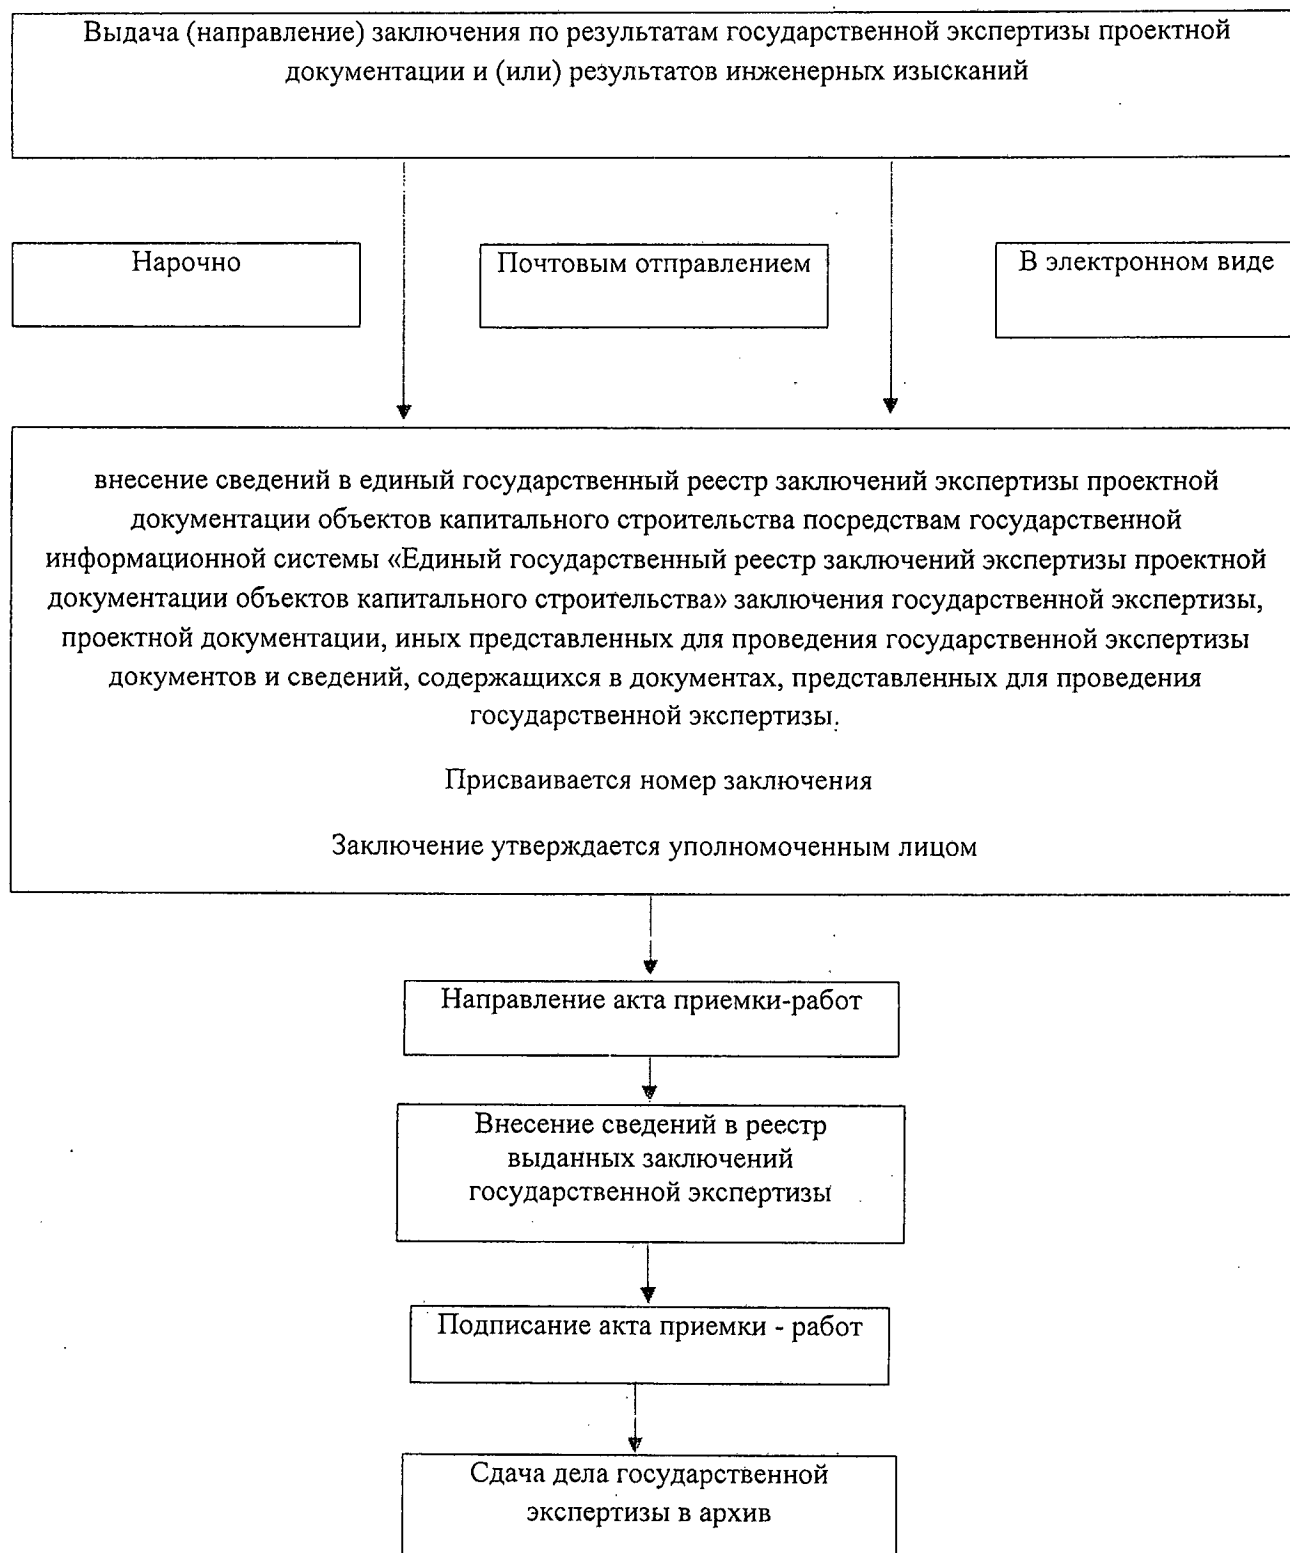 Выдача (направление) заключения по результатам государственной экспертизы проектной
документации и (или) результатов инженерных изысканий
Нарочно
Почтовым отправлением
В электронном виде
внесение сведений в единый государственный реестр заключений экспертизы проектной
документации объектов капитального строительства посредствам государственной
информационной системы «Единый государственный реестр заключений экспертизы проектной
документации объектов капитального строительства» заключения государственной экспертизы,
проектной документации, иных представленных для проведения государственной экспертизы
документов и сведений, содержащихся в документах, представленных для проведения
государственной экспертизы.
Присваивается номер заключения
Заключение утверждается уполномоченным лицом
Направление акта приемки-работ
Внесение сведений в реестр
выданных заключений
государственной экспертизы
Подписание акта приемки - работ
Сдача дела государственной
экспертизы в архив